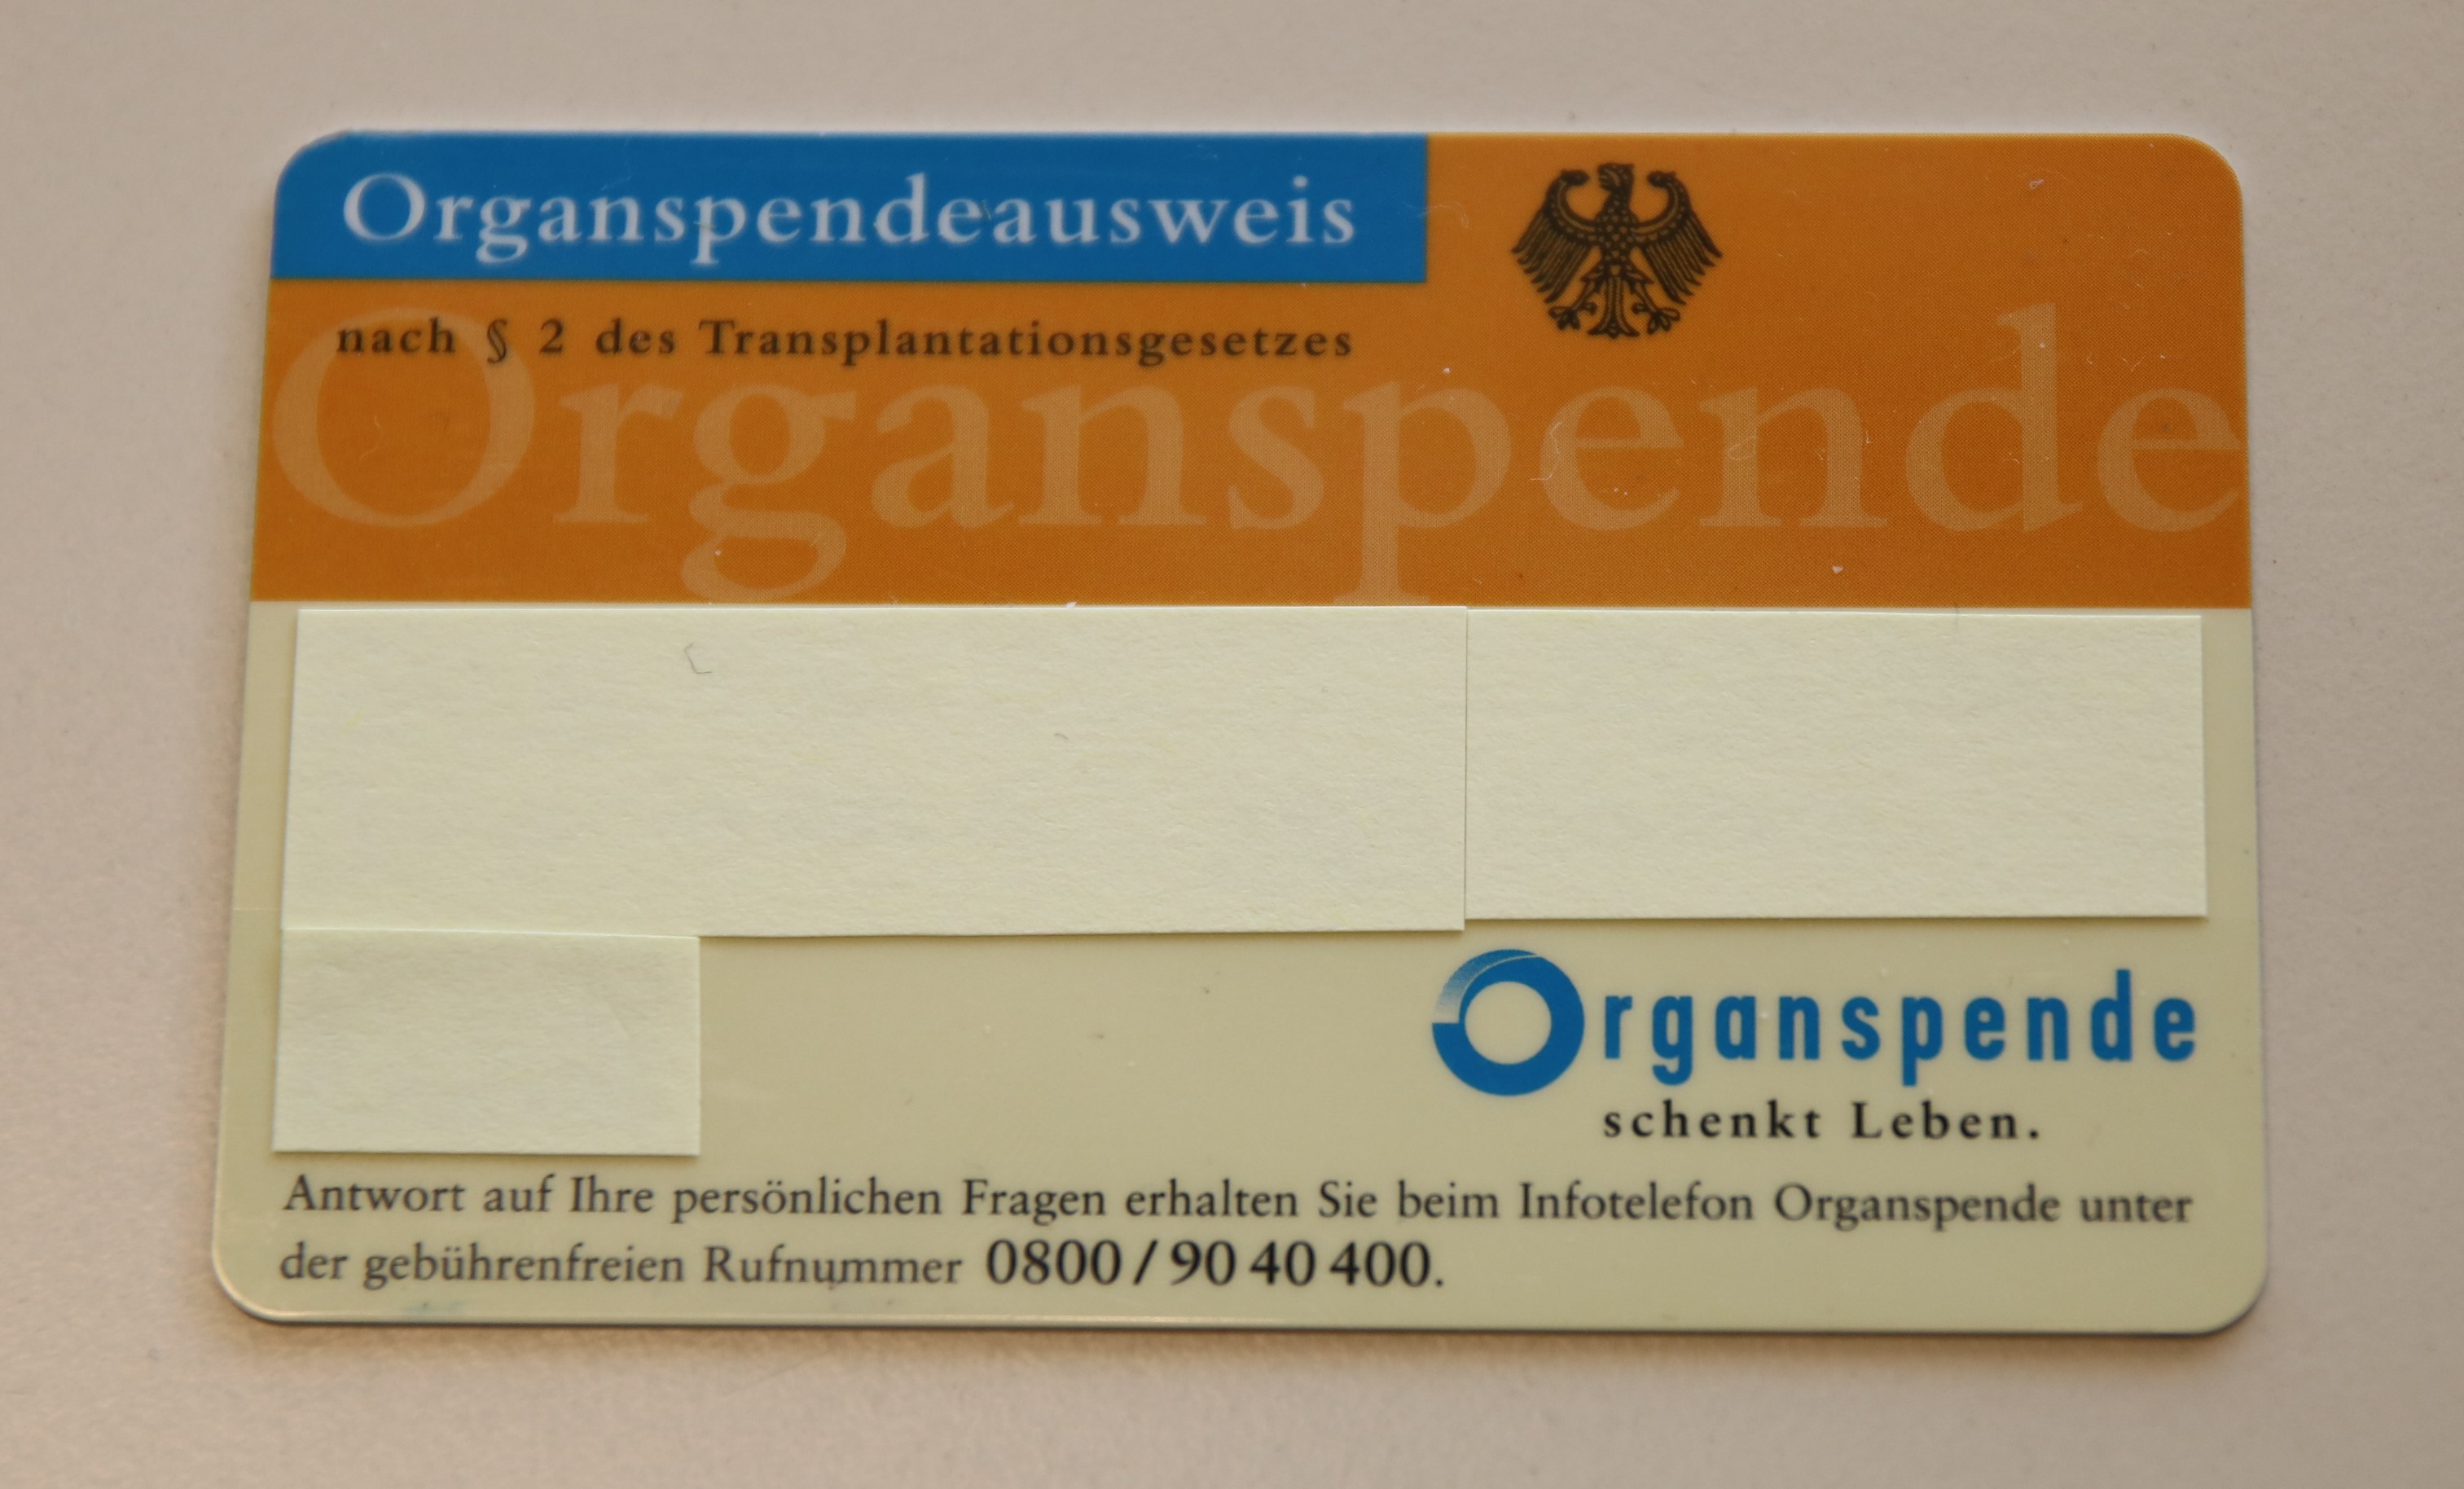 Organspendeausweis
nach § 2 des Transplantationsgesetzes
Organspende
Organspende
schenkt Leben.
Antwort auf Ihre persönlichen Fragen erhalten Sie beim Infotelefon Organspende unter
der gebührenfreien Rufnummer 0800 / 90 40 400.